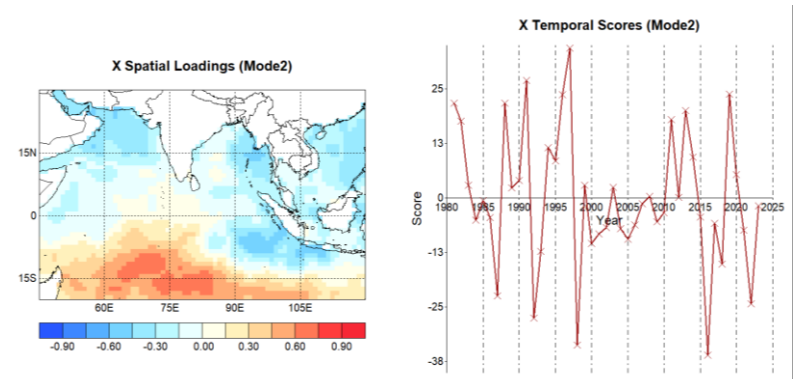 X Spatial Loadings (Mode2)
15N
0
15S
60E 75E 90E 105E
-0.90 -0.60 -0.30 0.00 0.30 0.60 0.90
X Temporal Scores (Mode2)
25
13
0
-13
-25
-38
Score
1980 1985 1990 1995 2000 2005 2010 2015 2020 2025
Year